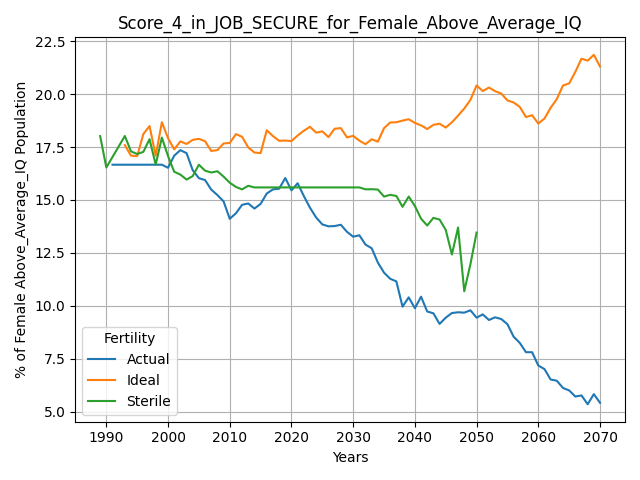 Score_4_in_JOB_SECURE_for_Female_Above_Average_IQ
% of Female Above_Average_IQ Population
22.5
20.0
17.5
15.0
12.5
10.0
7.5
5.0
Fertility
Actual
Ideal
Sterile
1990 2000 2010 2020 2030 2040 2050 2060 2070
Years